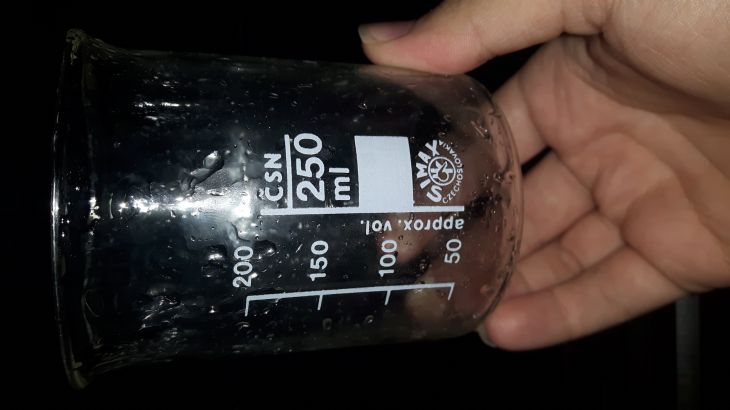 ČSN
250
ml
SIMAX
CZECHOSLOVAKIA
approx. vol.
200
150
100
50